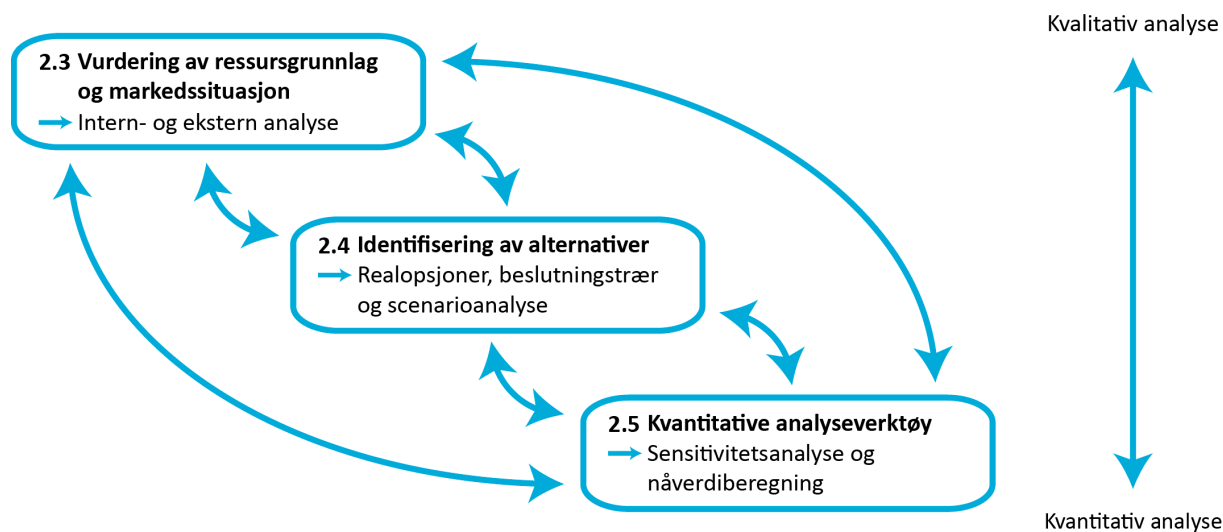 Kvalitativ analyse
2.3 Vurdering av ressursgrunnlag
og markedssituasjon
Intern- og ekstern analyse
2.4 Identifisering av alternativer
Realopsjoner, beslutningstrær
og scenarioanalyse
2.5 Kvantitative analyseverktøy
Sensitivitetsanalyse og
nåverdiberegning
Kvantitativ analyse